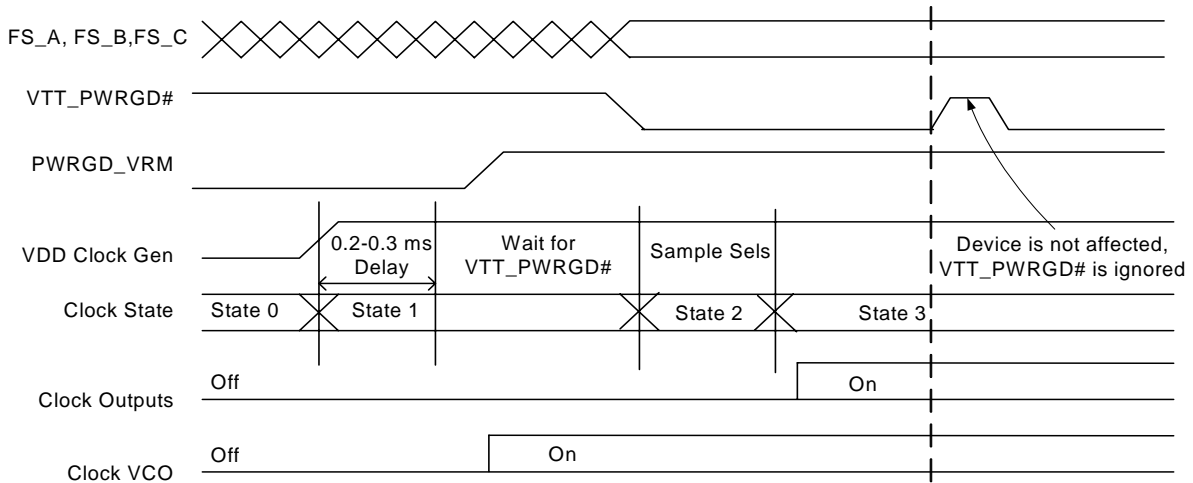 FS_A, FS_B,FS_C
VTT_PWRGD#
PWRGD_VRM
VDD Clock Gen
0.2-0.3 ms
Delay
Wait for
VTT_PWRGD#
Sample Sels
Device is not affected,
VTT_PWRGD# is ignored
Clock State
State 0
State 1
State 2
State 3
Clock Outputs
Off
On
Clock VCO
Off
On